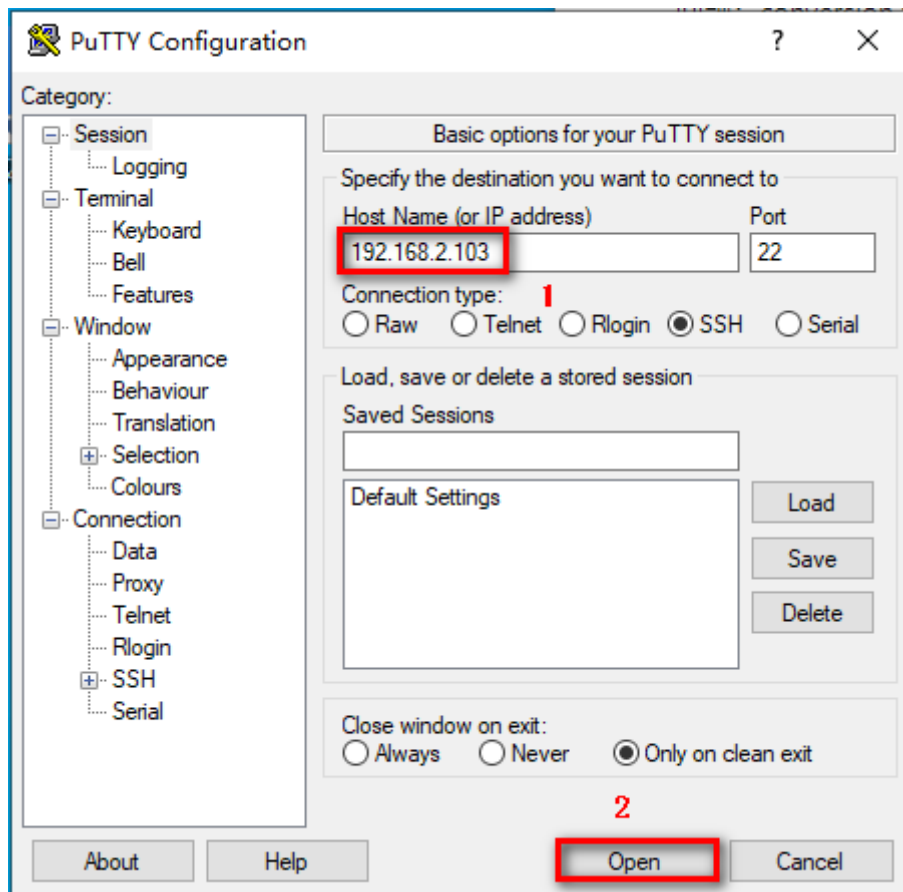 PuTTY Configuration
?
Category:
Session
Logging
Terminal
Keyboard
Bell
Features
Window
Appearance
Behaviour
Translation
Selection
Colours
Connection
Data
Proxy
Telnet
Rlogin
SSH
Serial
Basic options for your PuTTY session
Specify the destination you want to connect to
Host Name (or IP address) Port
192.168.2.103 22
Connection type: 1
Raw Telnet Rlogin SSH Serial
Load, save or delete a stored session
Saved Sessions
Default Settings
Load
Save
Delete
Close window on exit:
Always Never Only on clean exit
2
About Help Open Cancel